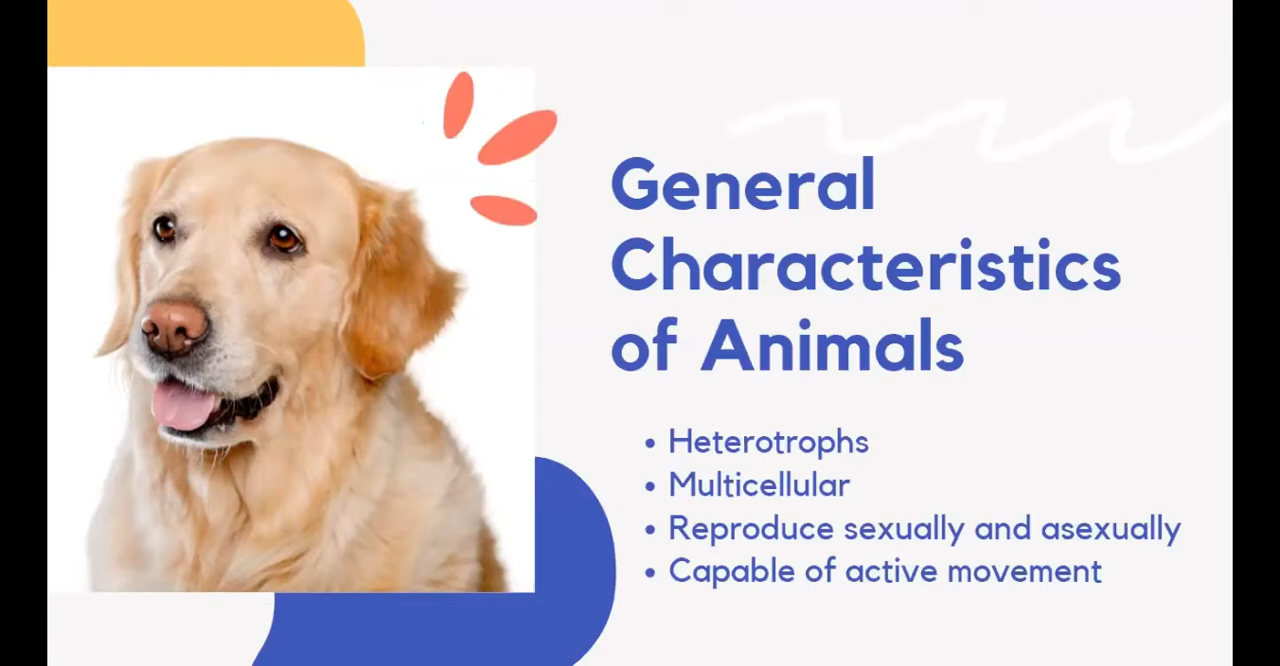 General
Characteristics
of Animals
• Heterotrophs
• Multicellular
• Reproduce sexually and asexually
• Capable of active movement